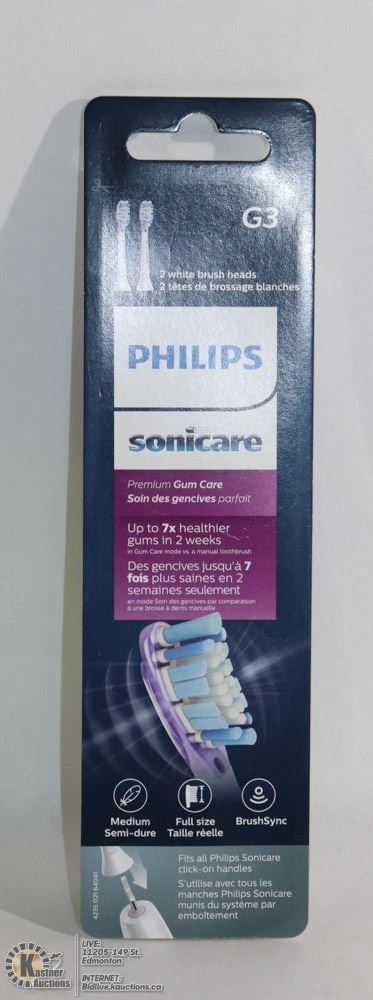 G3
2 white brush heads
2 têtes de brossage blanches
PHILIPS
sonicare
Premium Gum Care
Soin des gencives parfait
Up to 7x healthier
gums in 2 weeks
in Gum Care mode vs. a manual toothbrush
Des gencives jusqu'à 7
fois plus saines en 2
semaines seulement
en mode Soin des gencives par comparaison
à une brosse à dents manuelle
Medium
Semi-dure
Full size
Taille réelle
BrushSync
Fits all Philips Sonicare
click-on handles
S'utilise avec tous les
manches Philips Sonicare
munis du système par
emboîtement
4235 021 64041
Kastner
Auctions
LIVE:
11205-149 St.
Edmonton
INTERNET:
Bidlive.kauctions.ca